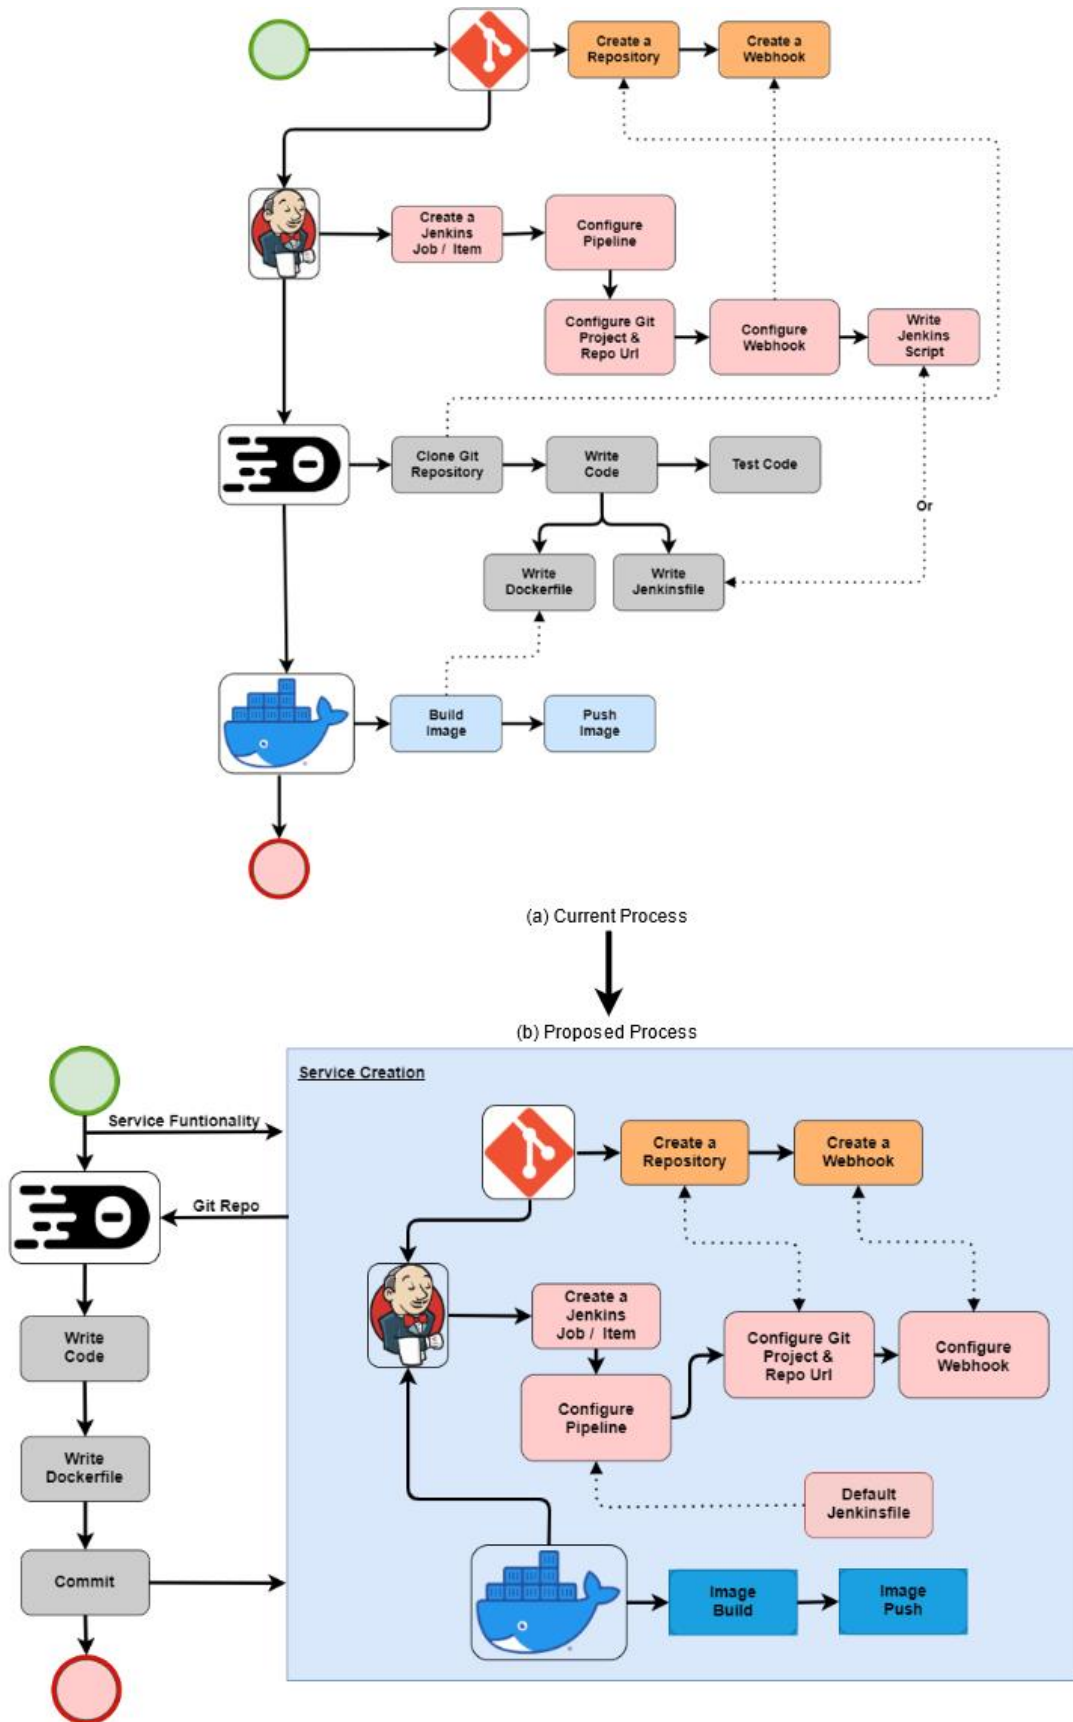 Create a
Repository
Create a
Webhook
Create a
Jenkins
Job / Item
Configure
Pipeline
Configure Git
Project &
Repo Url
Configure
Webhook
Write
Jenkins
Script
Clone Git
Repository
Write
Code
Test Code
Or
Write
Dockerfile
Write
Jenkinsfile
Build
Image
Push
Image
(a) Current Process
(b) Proposed Process
Service Creation
Service Funtionality
Create a
Repository
Create a
Webhook
Git Repo
Create a
Jenkins
Job / Item
Configure Git
Project &
Repo Url
Configure
Webhook
Write
Code
Configure
Pipeline
Write
Dockerfile
Default
Jenkinsfile
Commit
Image
Build
Image
Push